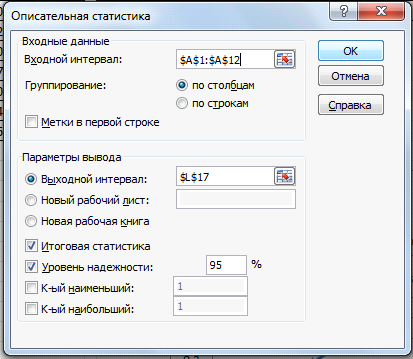 Описательная статистика
?
Входные данные
Входной интервал: $A$1:$A$12
Группирование: по столбцам
по строкам
Метки в первой строке
ОК
Отмена
Справка
Параметры вывода
Выходной интервал: $L$17
Новый рабочий лист:
Новая рабочая книга
Итоговая статистика
Уровень надежности: 95 %
К-ый наименьший: 1
К-ый наибольший: 1